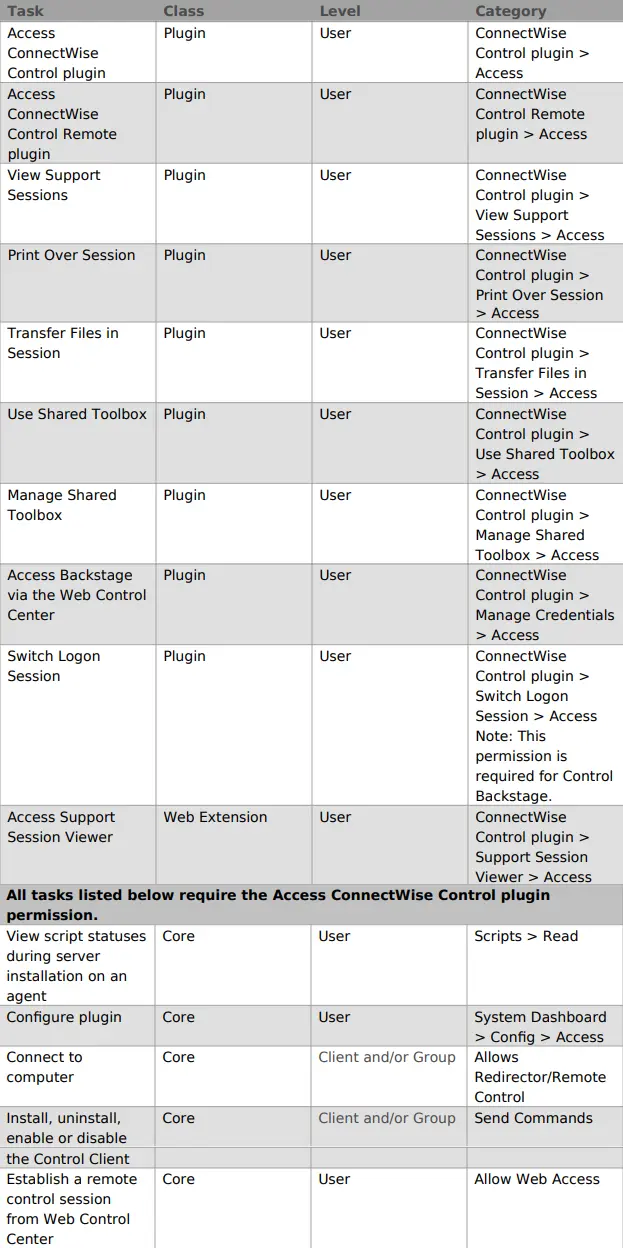 Task Class Level Category
Access Plugin User ConnectWise
ConnectWise Control plugin >
Control plugin Access
Access Plugin User ConnectWise
ConnectWise Control Remote
Control Remote plugin > Access
plugin
View Support Plugin User ConnectWise
Sessions Control plugin >
View Support
Sessions > Access
Print Over Session Plugin User ConnectWise
Control plugin >
Print Over Session
> Access
Transfer Files in Plugin User ConnectWise
Session Control plugin >
Transfer Files in
Session > Access
Use Shared Toolbox Plugin User ConnectWise
Control plugin >
Use Shared Toolbox
> Access
Manage Shared Plugin User ConnectWise
Toolbox Control plugin >
Manage Shared
Toolbox > Access
Access Backstage Plugin User ConnectWise
via the Web Control Control plugin >
Center Manage Credentials
> Access
Switch Logon Plugin User ConnectWise
Session Control plugin >
Switch Logon
Session > Access
Note: This
permission is
required for Control
Backstage.
Access Support Web Extension User ConnectWise
Session Viewer Control plugin >
Support Session
Viewer > Access
All tasks listed below require the Access ConnectWise Control plugin
permission.
View script statuses Core User Scripts > Read
during server
installation on an
agent
Configure plugin Core User System Dashboard
> Config > Access
Connect to Core Client and/or Group Allows
computer Redirector/Remote
Control
Install, uninstall, Core Client and/or Group Send Commands
enable or disable
the Control Client
Establish a remote Core User Allow Web Access
control session
from Web Control
Center